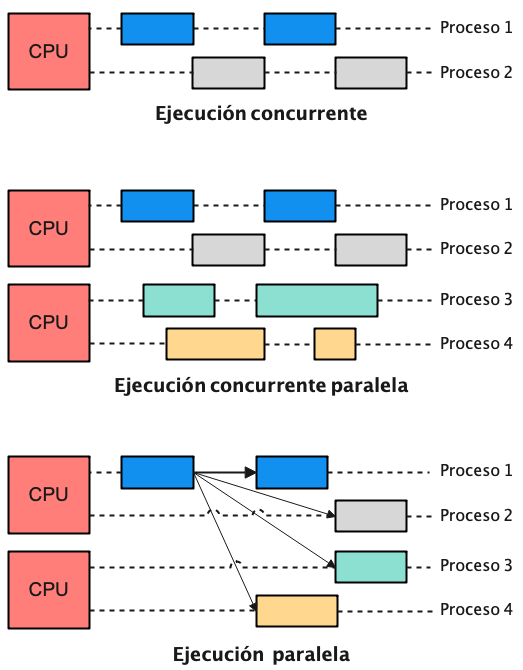 CPU
Proceso 1
Proceso 2
Ejecución concurrente
CPU
Proceso 1
Proceso 2
CPU
Proceso 3
Proceso 4
Ejecución concurrente paralela
CPU
Proceso 1
Proceso 2
CPU
Proceso 3
Proceso 4
Ejecución paralela